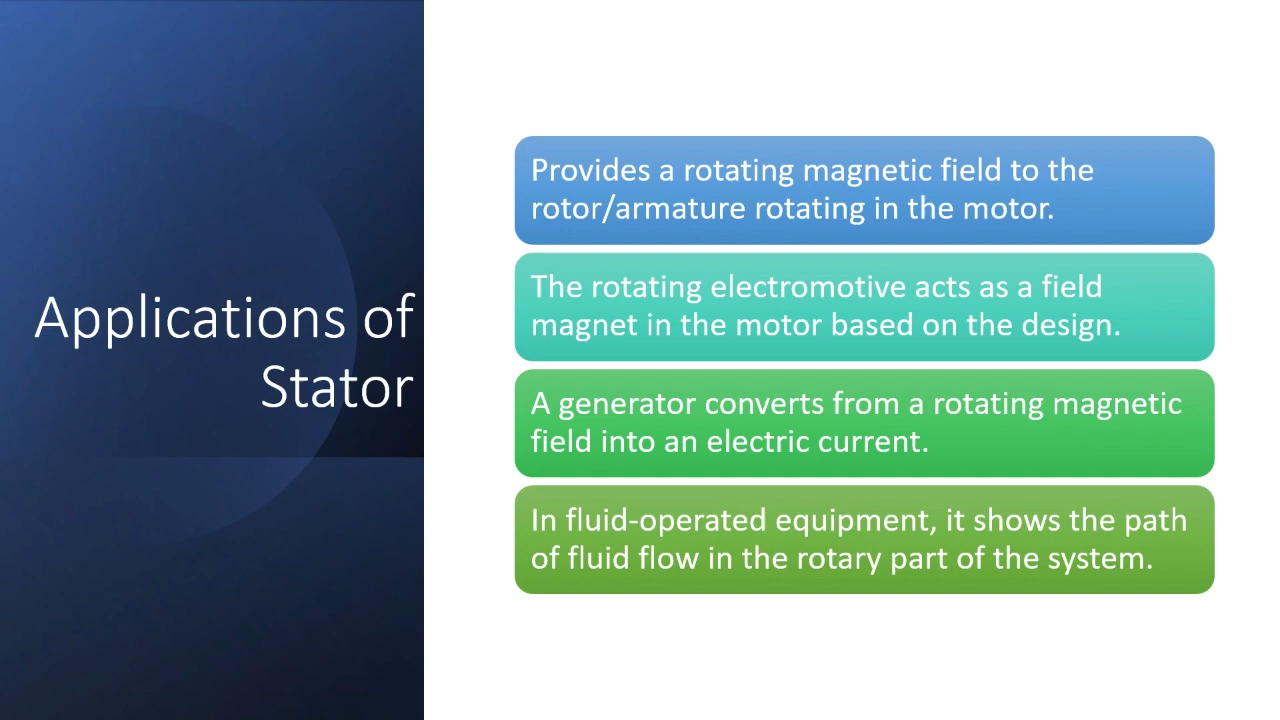 Applications of
Stator
Provides a rotating magnetic field to the
rotor/armature rotating in the motor.
The rotating electromotive acts as a field
magnet in the motor based on the design.
A generator converts from a rotating magnetic
field into an electric current.
In fluid-operated equipment, it shows the path
of fluid flow in the rotary part of the system.